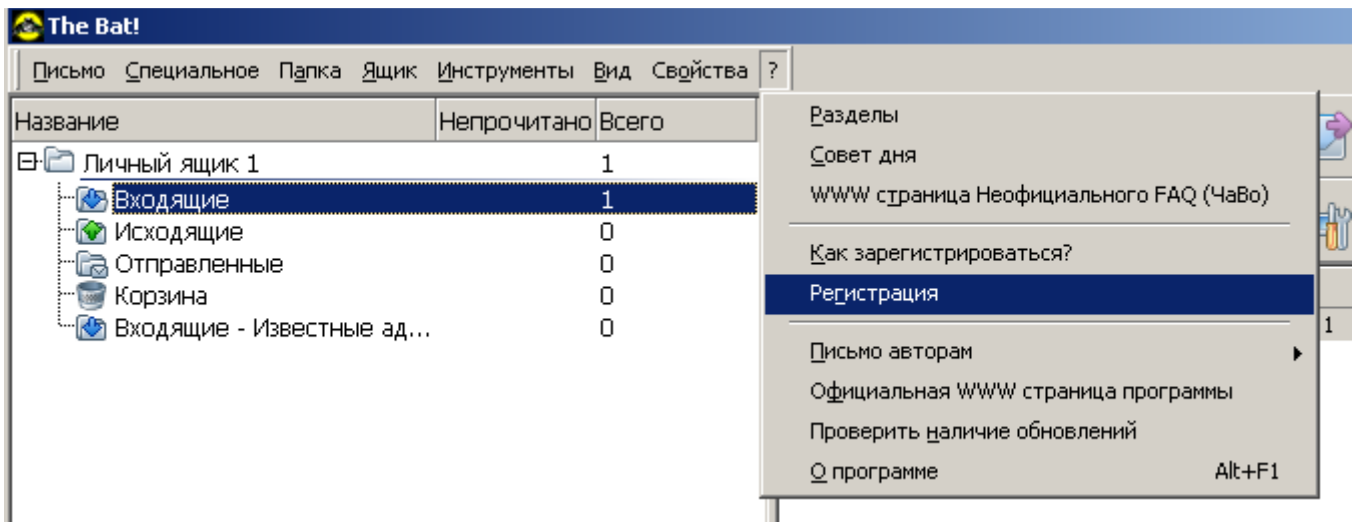 The Bat!
Письмо Специальное Папка Ящик Инструменты Вид Свойства ?
Название Непрочитано Всего
Личный ящик 1 1
Входящие 1
Исходящие 0
Отправленные 0
Корзина 0
Входящие - Известные ад... 0
Разделы
Совет дня
WWW страница Неофициального FAQ (ЧаВо)
Как зарегистрироваться?
Регистрация
Письмо авторам
Официальная WWW страница программы
Проверить наличие обновлений
О программе Alt+F1
1